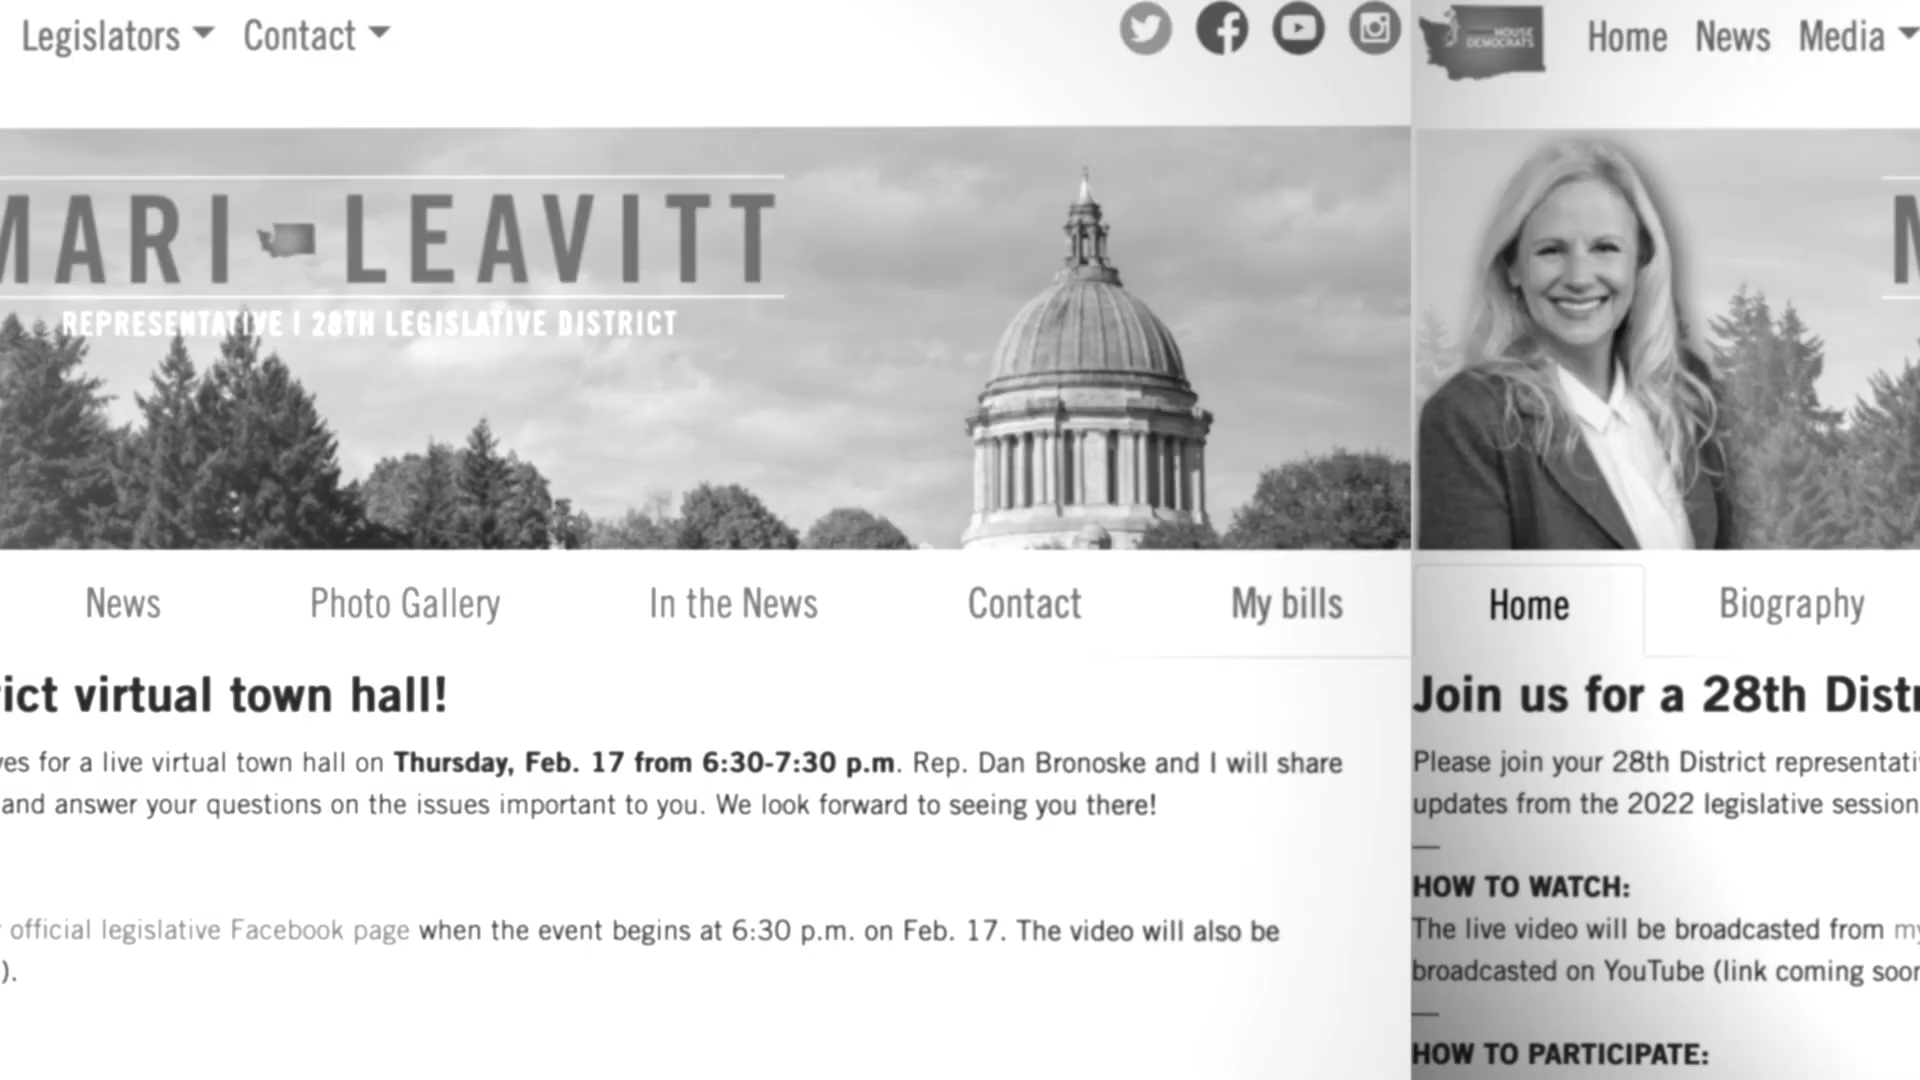 Legislators Contact
HOUSE DEMOCRATS
Home News Media
MARI LEAVITT
REPRESENTATIVE | 28TH LEGISLATIVE DISTRICT
News Photo Gallery In the News Contact My bills
Home Biography
ict virtual town hall!
es for a live virtual town hall on Thursday, Feb. 17 from 6:30-7:30 p.m. Rep. Dan Bronoske and I will share
and answer your questions on the issues important to you. We look forward to seeing you there!
official legislative Facebook page when the event begins at 6:30 p.m. on Feb. 17. The video will also be
).
Join us for a 28th Distr
Please join your 28th District representati
updates from the 2022 legislative session
—
HOW TO WATCH:
The live video will be broadcasted from my
broadcasted on YouTube (link coming soon
—
HOW TO PARTICIPATE: